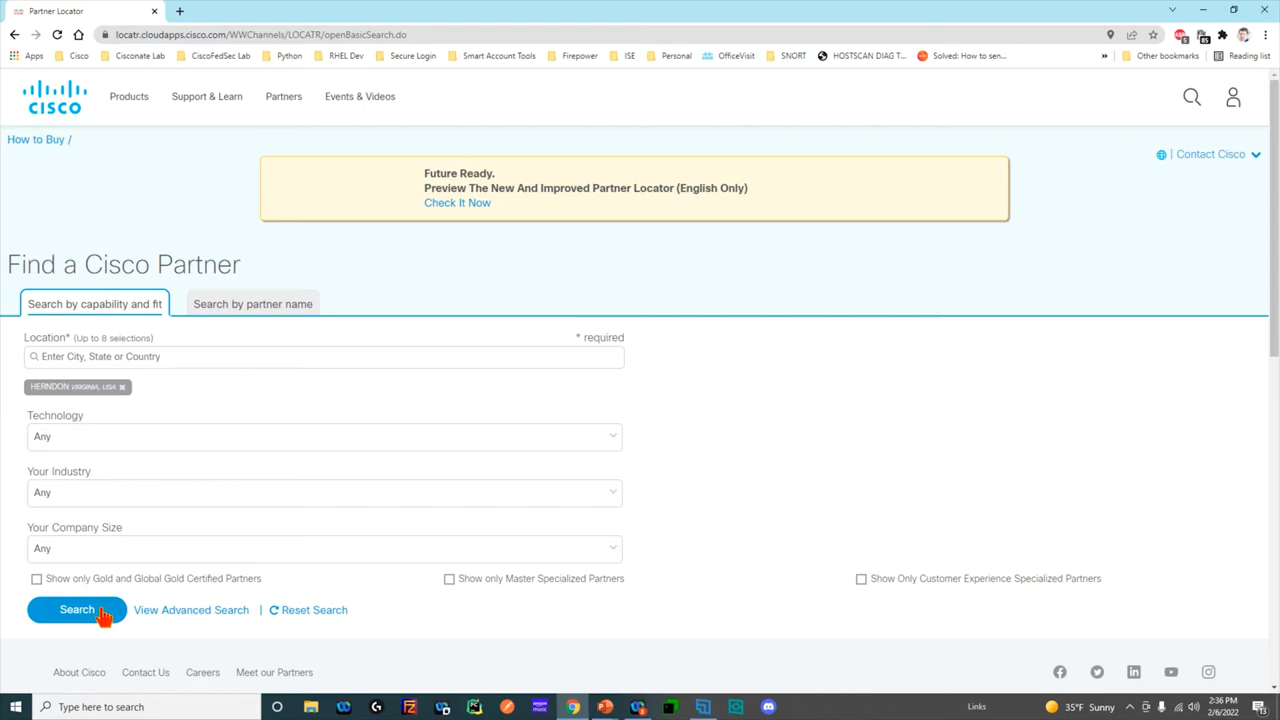 Partner Locator
locatr.cloudapps.cisco.com/WWChannels/LOCATR/openBasicSearch.do
Apps Cisco Cisconate Lab CiscoFedSec Lab Python RHEL Dev Secure Login Smart Account Tools Firepower ISE Personal OfficeVisit SNORT HOSTSCAN DIAG T... Solved: How to sen... » Other bookmarks Reading list
CISCO Products Support & Learn Partners Events & Videos
How to Buy /
Contact Cisco
Future Ready.
Preview The New And Improved Partner Locator (English Only)
Check It Now
Find a Cisco Partner
Search by capability and fit Search by partner name
Location* (Up to 8 selections) * required
Enter City, State or Country
HERNDON VIRGINIA, USA
Technology
Any
Your Industry
Any
Your Company Size
Any
Show only Gold and Global Gold Certified Partners Show only Master Specialized Partners Show Only Customer Experience Specialized Partners
Search View Advanced Search | Reset Search
About Cisco Contact Us Careers Meet our Partners
Type here to search Links 35°F Sunny 2:36 PM
2/6/2022